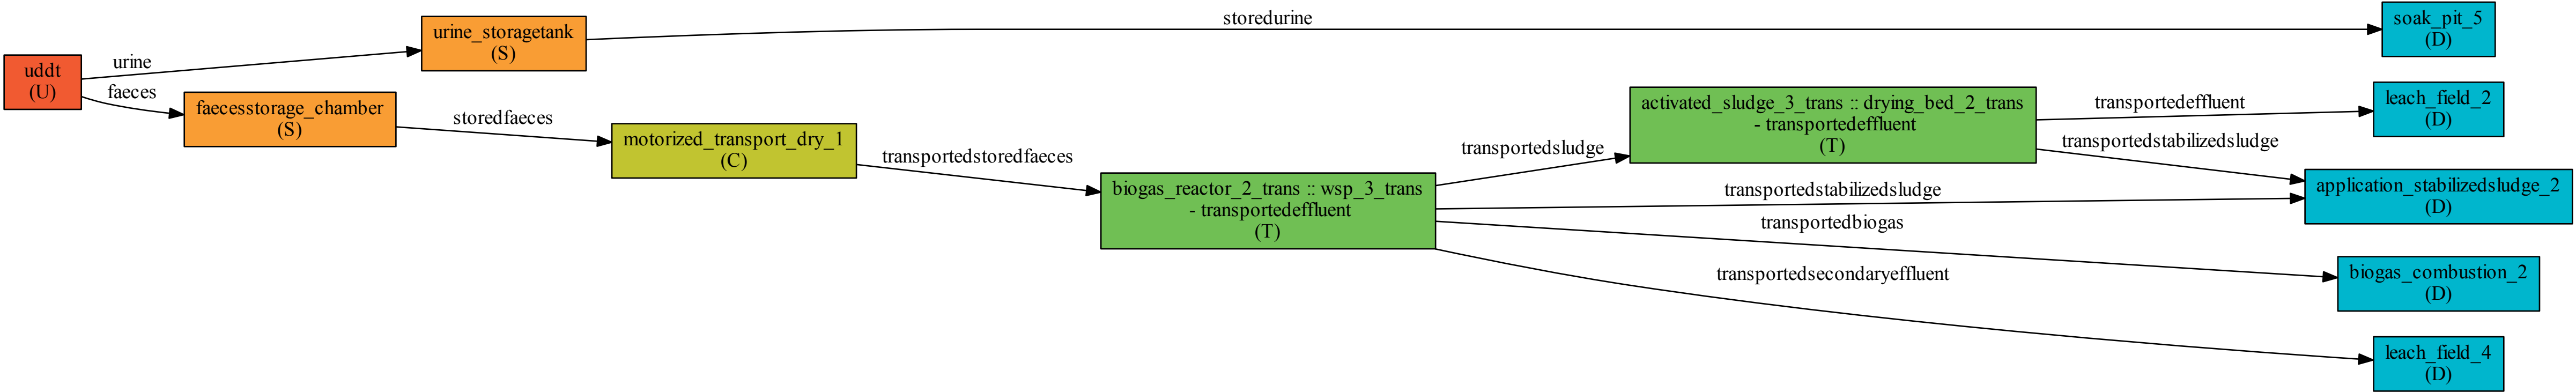 uddt
(U)
urine
faeces
urine_storagetank
(S)
faecesstorage_chamber
(S)
storedurine
storedfaeces
motorized_transport_dry_1
(C)
transportedstoredfaeces
biogas_reactor_2_trans :: wsp_3_trans
- transportedeffluent
(T)
transportedsludge
activated_sludge_3_trans :: drying_bed_2_trans
- transportedeffluent
(T)
transportedstabilizedsludge
transportedbiogas
transportedsecondaryeffluent
transportedeffluent
transportedstabilizedsludge
soak_pit_5
(D)
leach_field_2
(D)
application_stabilizedsludge_2
(D)
biogas_combustion_2
(D)
leach_field_4
(D)